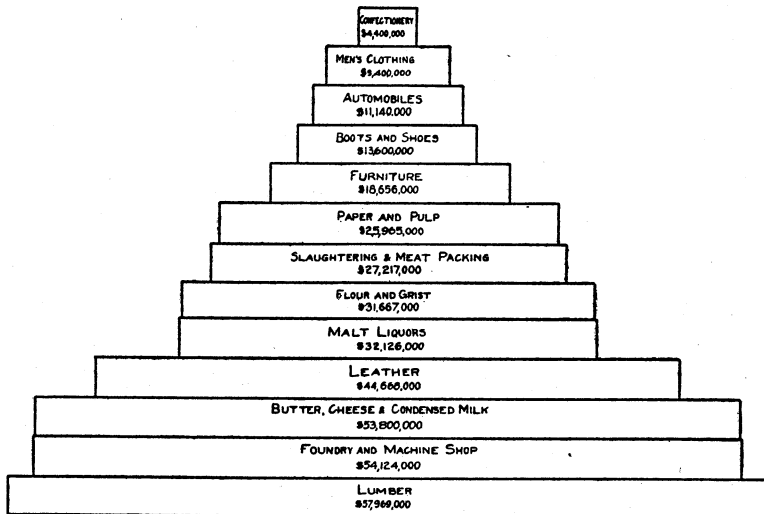 CONFECTIONERY
$4,400,000
MEN'S CLOTHING
$9,400,000
AUTOMOBILES
$11,140,000
BOOTS AND SHOES
$13,600,000
FURNITURE
$18,656,000
PAPER AND PULP
$25,965,000
SLAUGHTERING & MEAT PACKING
$27,217,000
FLOUR AND GRIST
$31,667,000
MALT LIQUORS
$32,126,000
LEATHER
$44,668,000
BUTTER, CHEESE & CONDENSED MILK
$53,800,000
FOUNDRY AND MACHINE SHOP
$54,124,000
LUMBER
$57,969,000